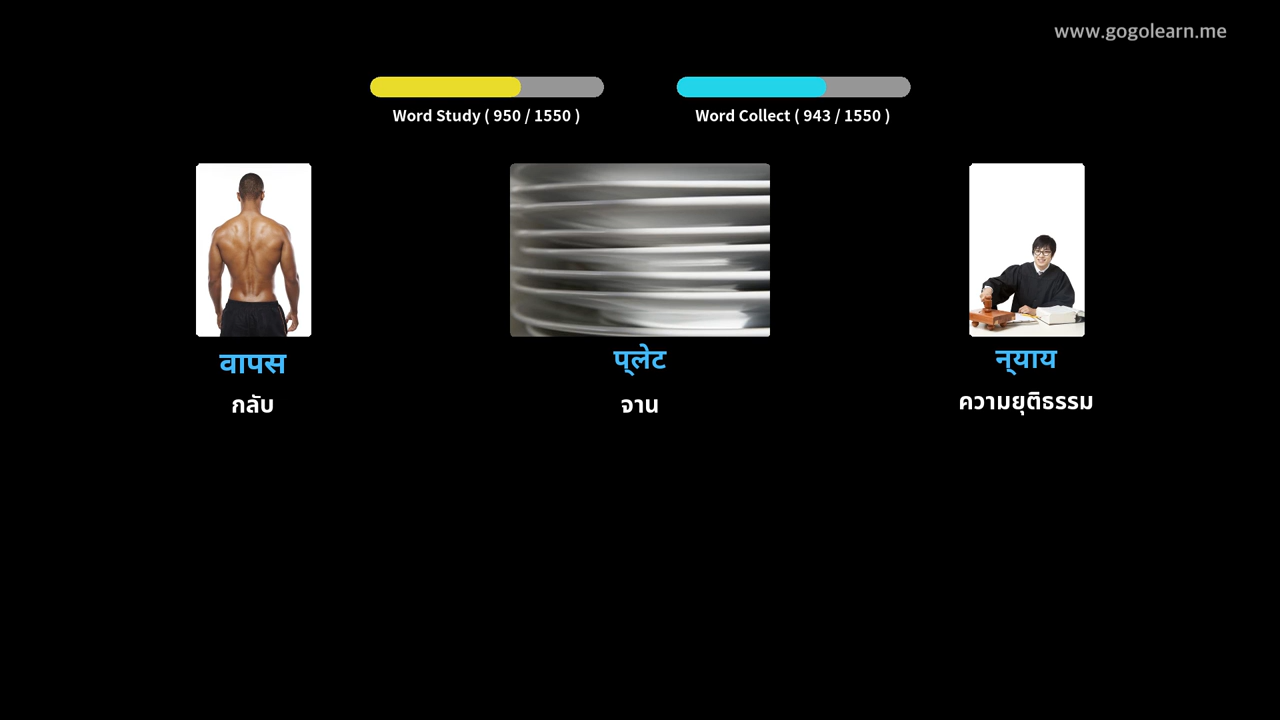 www.gogolearn.me
Word Study ( 950 / 1550 )
Word Collect ( 943 / 1550 )
वापस
प्लेट
न्याय
กลับ
จาน
ความยุติธรรม